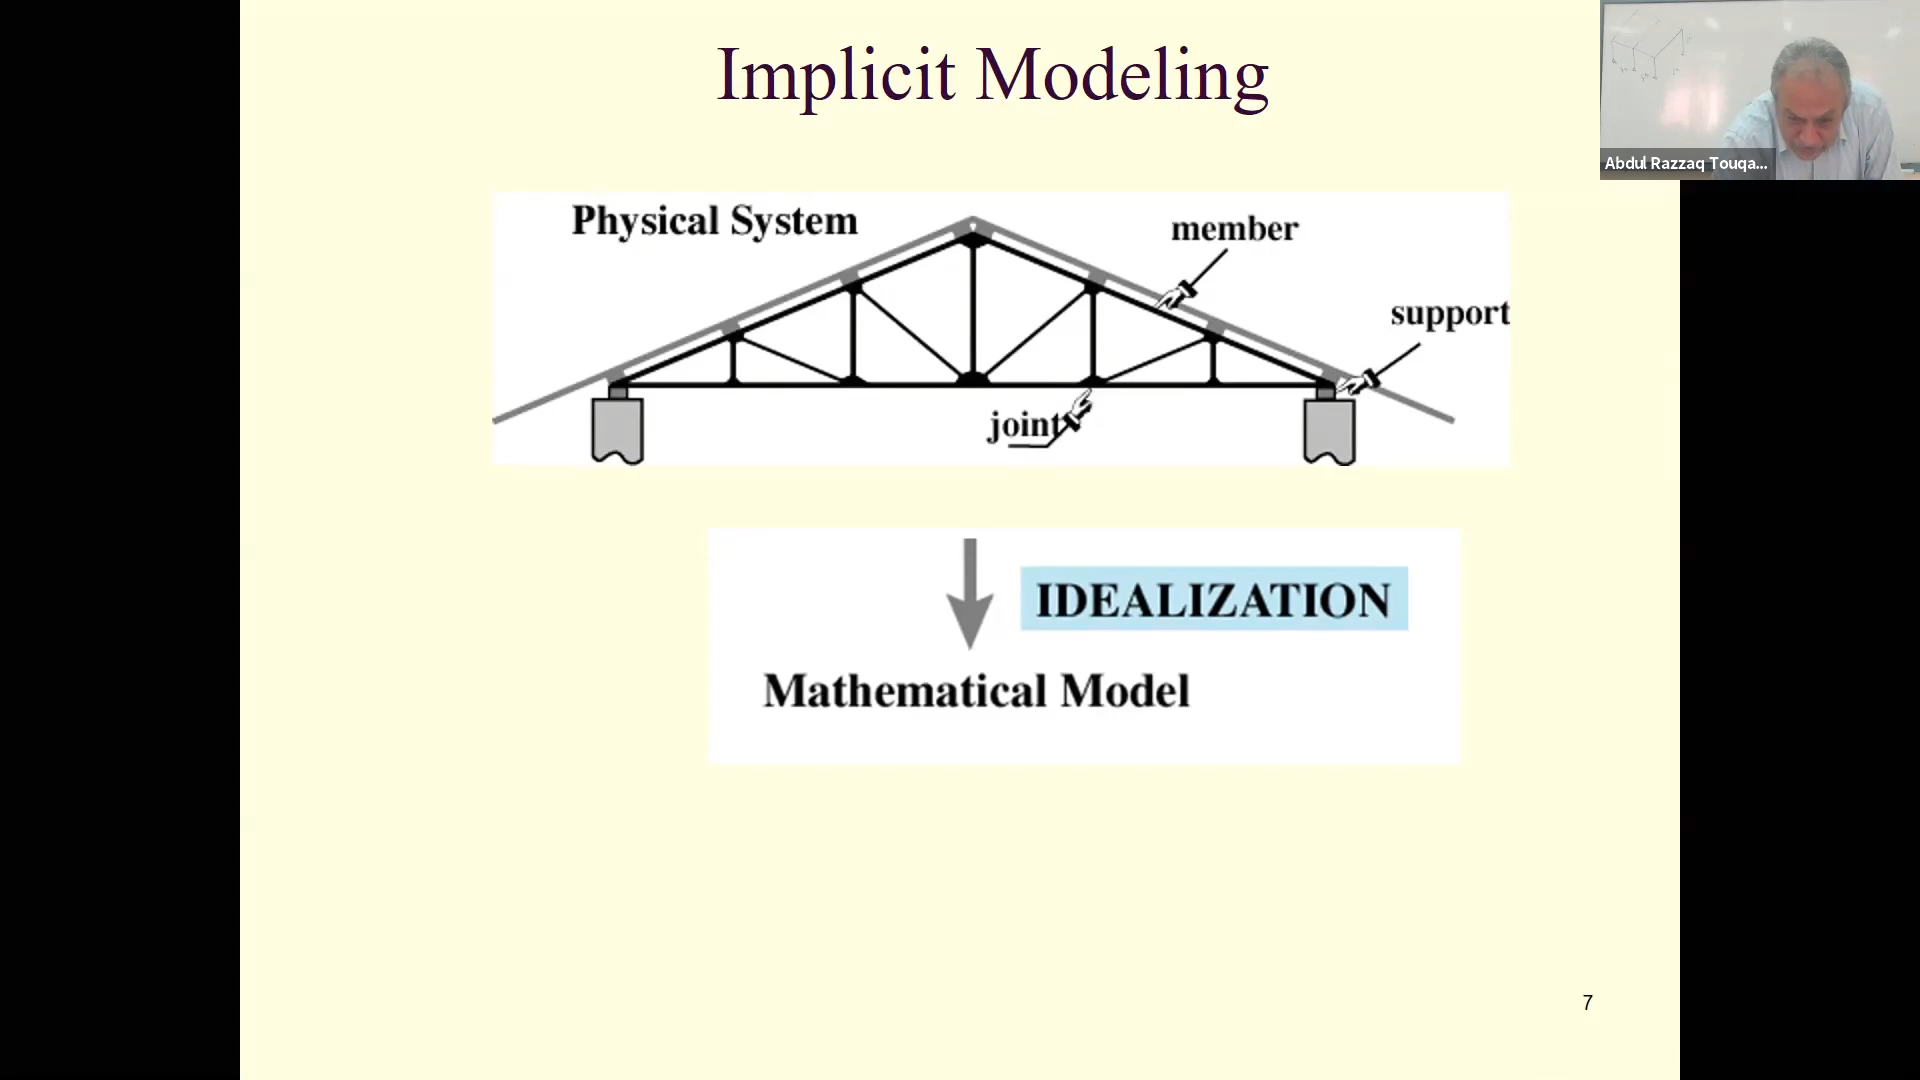 Implicit Modeling
Abdul Razzaq Touqa...
Physical System
member
support
joint
IDEALIZATION
Mathematical Model
7